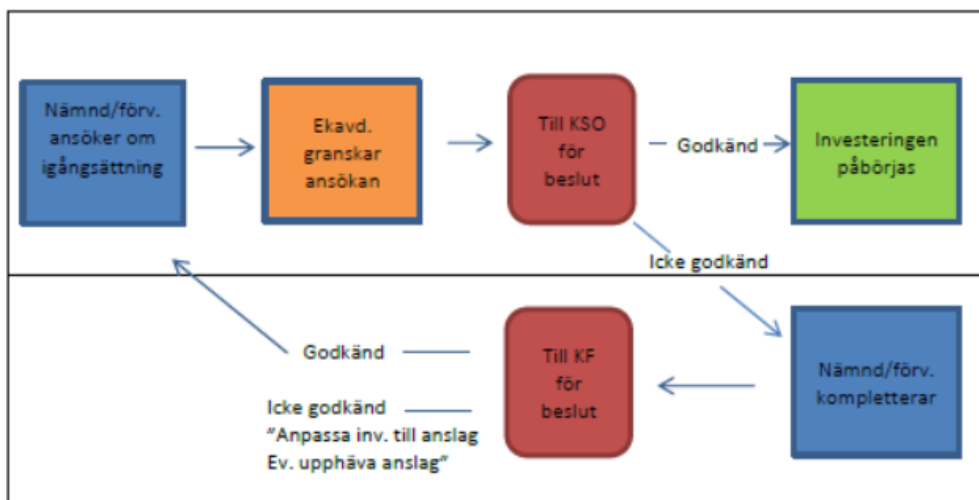 Nämnd/förv.
ansöker om
igångsättning
Ekavd.
granskar
ansökan
Till KSO
för
beslut
Godkänd
Investeringen
påbörjas
Icke godkänd
Nämnd/förv.
kompletterar
Till KF
för
beslut
Godkänd
Icke godkänd
”Anpassa inv. till anslag
Ev. upphäva anslag”